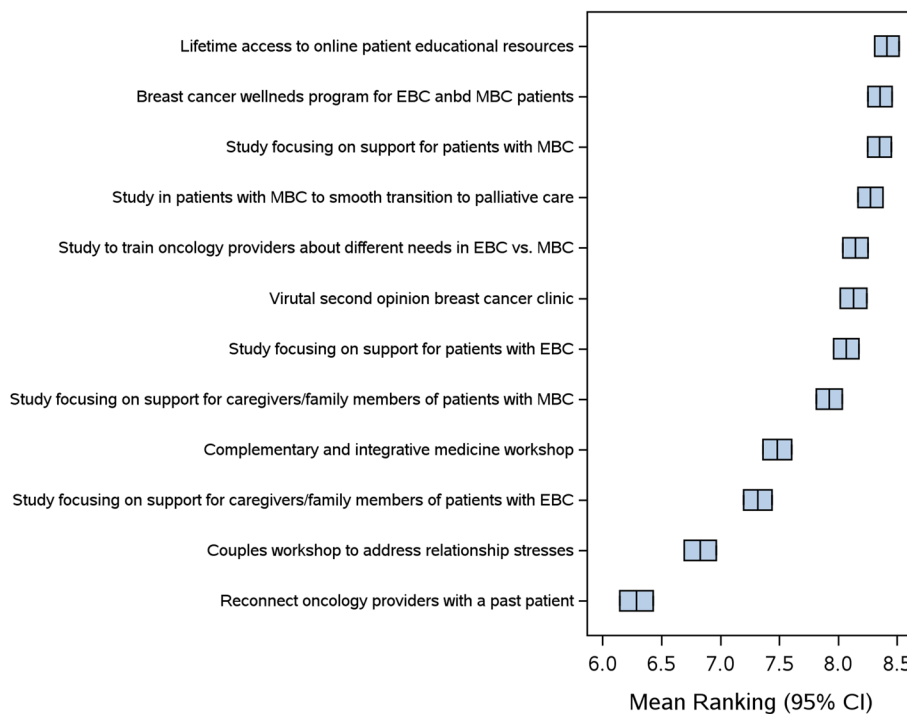 Lifetime access to online patient educational resources
Breast cancer wellneds program for EBC anbd MBC patients
Study focusing on support for patients with MBC
Study in patients with MBC to smooth transition to palliative care
Study to train oncology providers about different needs in EBC vs. MBC
Virutal second opinion breast cancer clinic
Study focusing on support for patients with EBC
Study focusing on support for caregivers/family members of patients with MBC
Complementary and integrative medicine workshop
Study focusing on support for caregivers/family members of patients with EBC
Couples workshop to address relationship stresses
Reconnect oncology providers with a past patient
6.0 6.5 7.0 7.5 8.0 8.5
Mean Ranking (95% CI)